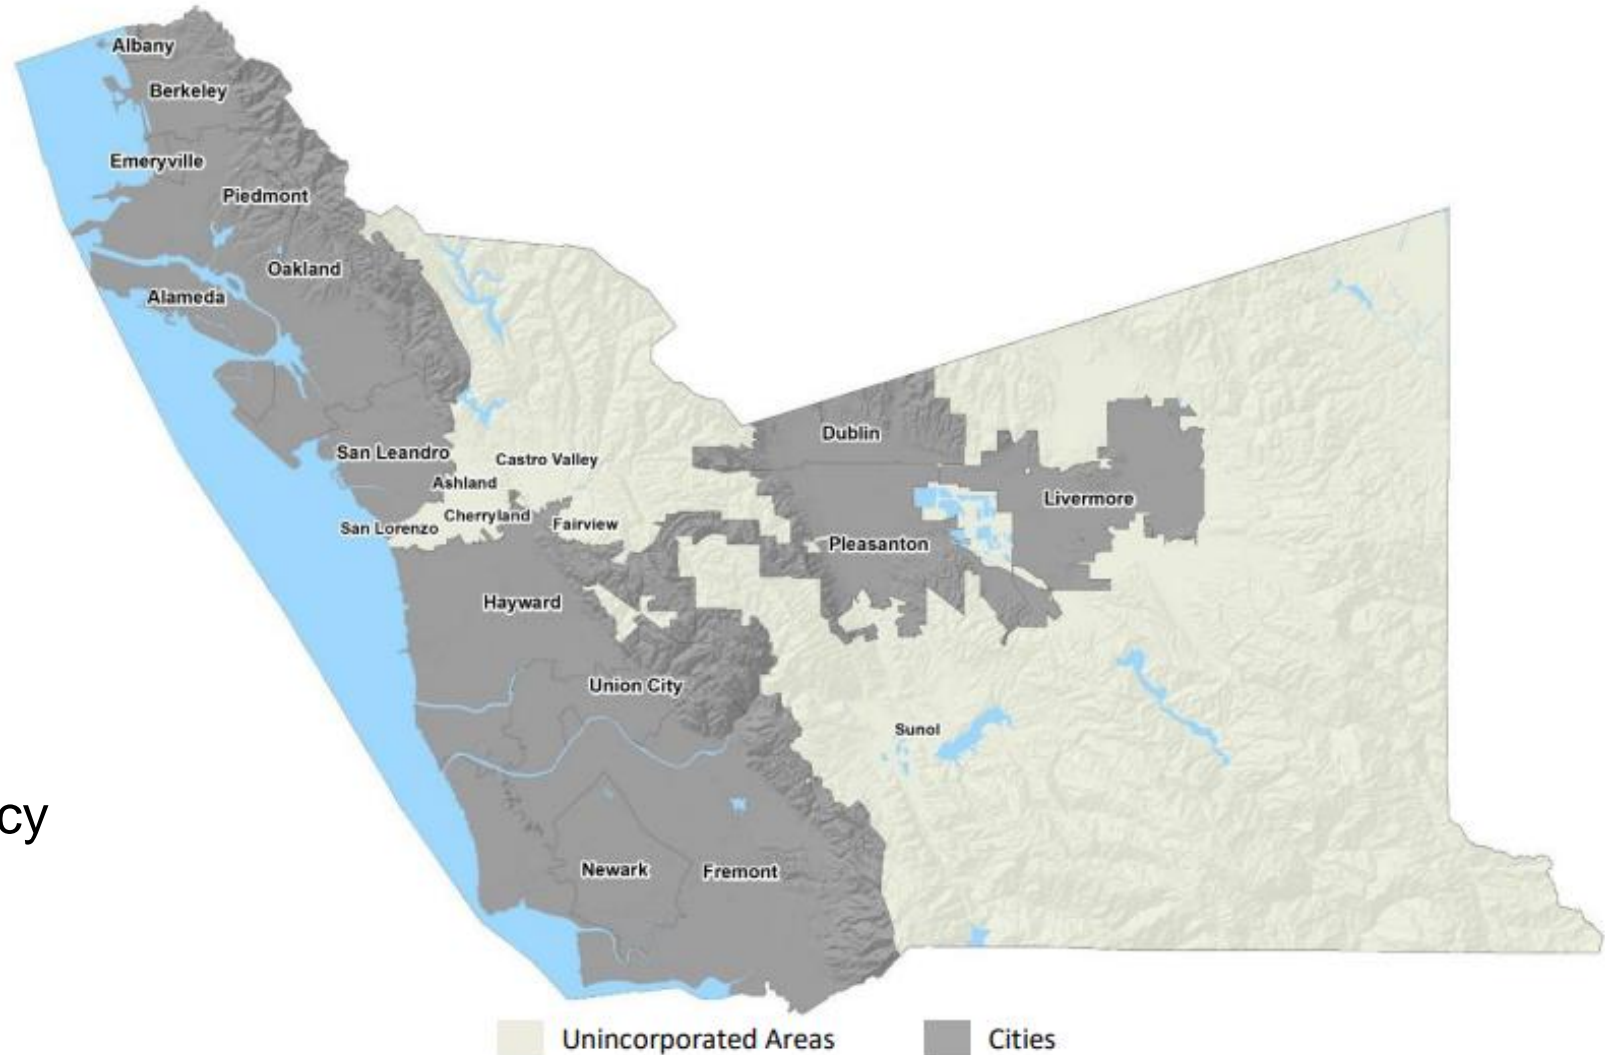 Albany
Berkeley
Emeryville
Piedmont
Oakland
Alameda
San Leandro
Castro Valley
Ashland
Cherryland
San Lorenzo
Fairview
Dublin
Livermore
Pleasanton
Hayward
Union City
Sunol
cy
Newark
Fremont
Unincorporated Areas
Cities